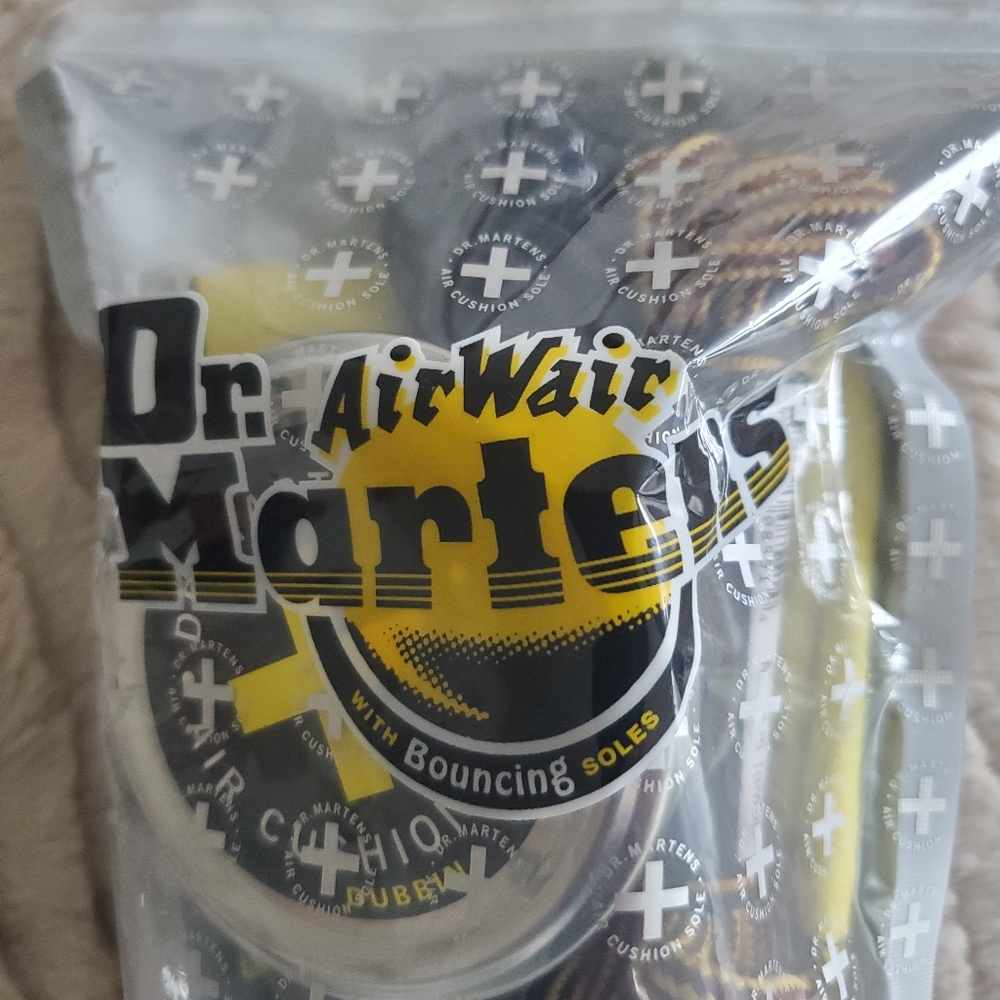 DR. MARTENS
AIR CUSHION SOLE
Dr.
AirWair
Martens
WITH Bouncing SOLES
AIR CUSHION
DUBBIN